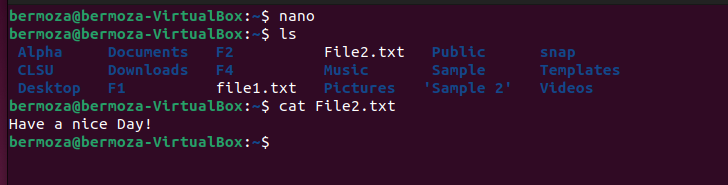 bermoza@bermoza-VirtualBox:~$ nano
bermoza@bermoza-VirtualBox:~$ ls
Alpha Documents F2 File2.txt Public snap
CLSU Downloads F4 Music Sample Templates
Desktop F1 file1.txt Pictures 'Sample 2' Videos
bermoza@bermoza-VirtualBox:~$ cat File2.txt
Have a nice Day!
bermoza@bermoza-VirtualBox:~$